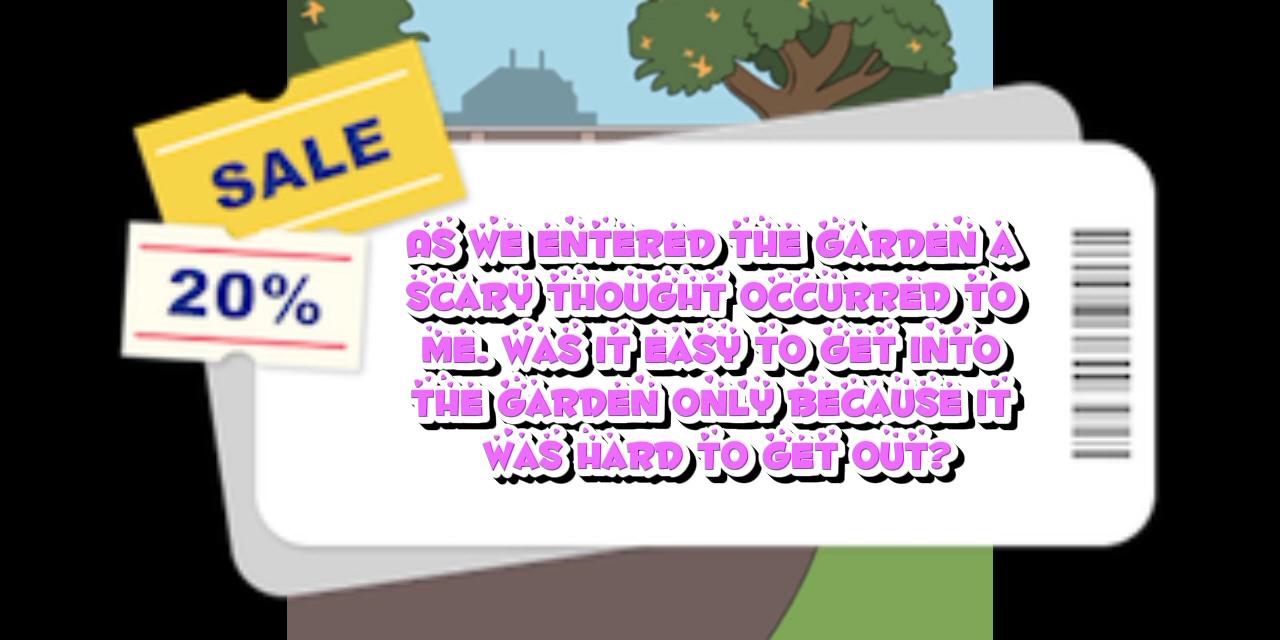 SALE
20%
AS WE ENTERED THE GARDEN A
SCARY THOUGHT OCCURRED TO
ME. WAS IT EASY TO GET INTO
THE GARDEN ONLY BECAUSE IT
WAS HARD TO GET OUT?